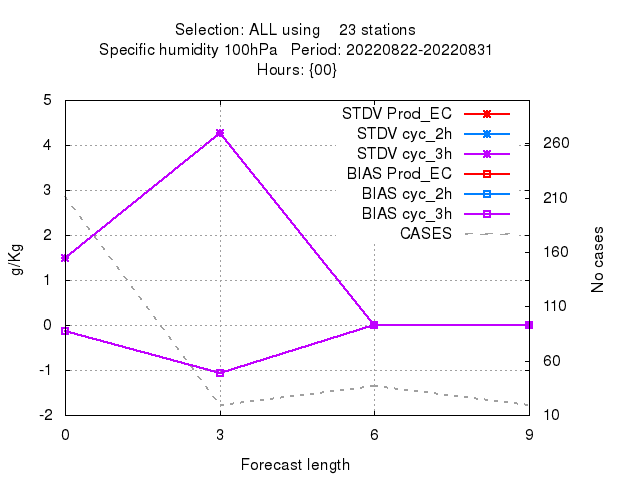 Selection: ALL using    23 stations
Specific humidity 100hPa   Period: 20220822-20220831
Hours: {00}
STDV Prod_EC
STDV cyc_2h
STDV cyc_3h
BIAS Prod_EC
BIAS cyc_2h
BIAS cyc_3h
CASES
5
4
3
2
1
0
-1
-2
g/Kg
260
210
160
110
60
10
No cases
0 3 6 9
Forecast length